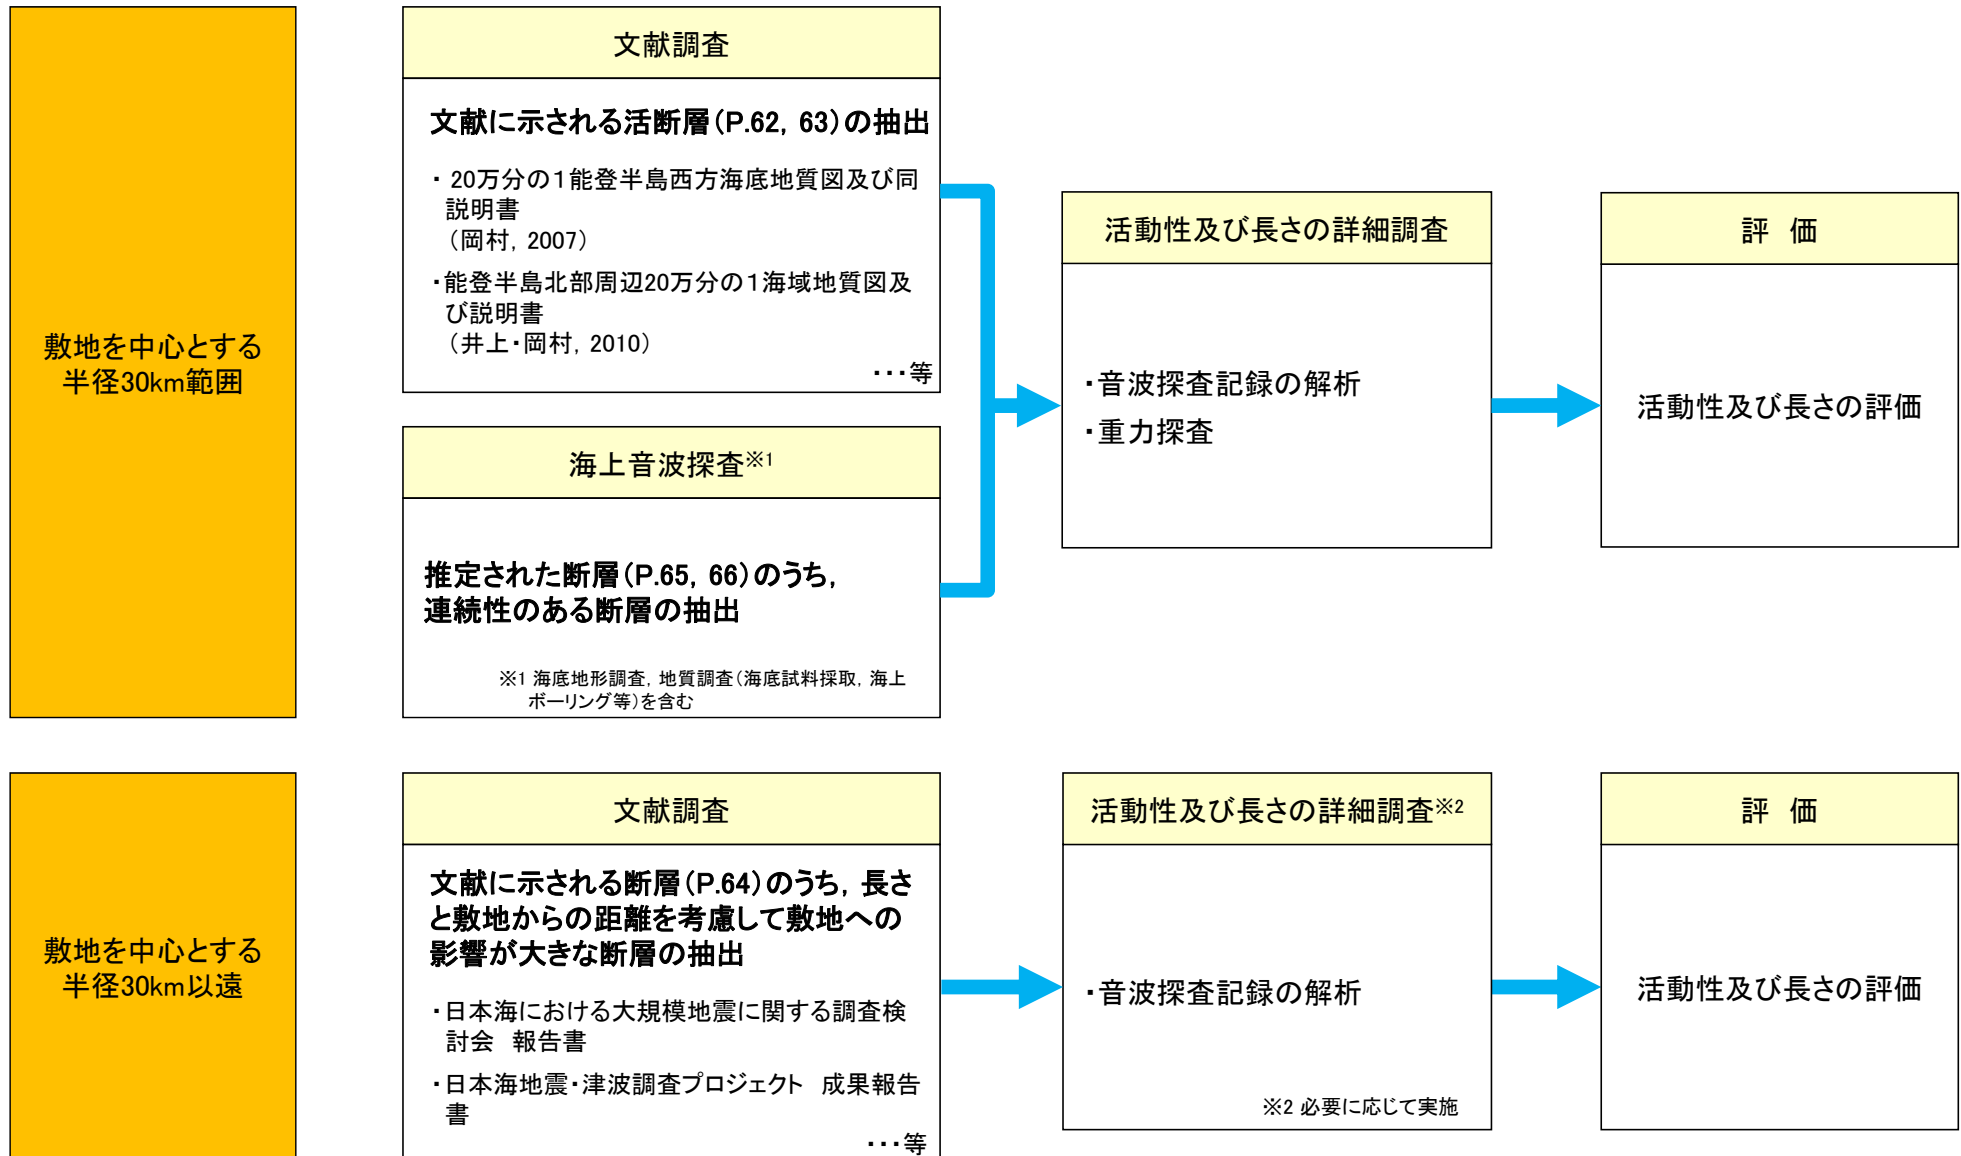 敷地を中心とする
半径30km範囲
文献調査
文献に示される活断層(P.62, 63)の抽出
・ 20万分の1能登半島西方海底地質図及び同
説明書
(岡村, 2007)
・能登半島北部周辺20万分の1海域地質図及
び説明書
(井上・岡村, 2010)
・・・等
海上音波探査※1
推定された断層(P.65, 66)のうち,
連続性のある断層の抽出
※1 海底地形調査, 地質調査(海底試料採取, 海上
ボーリング等)を含む
活動性及び長さの詳細調査
・音波探査記録の解析
・重力探査
評　価
活動性及び長さの評価
敷地を中心とする
半径30km以遠
文献調査
文献に示される断層(P.64)のうち, 長さ
と敷地からの距離を考慮して敷地への
影響が大きな断層の抽出
・日本海における大規模地震に関する調査検
討会　報告書
・日本海地震・津波調査プロジェクト　成果報告
書
・・・等
活動性及び長さの詳細調査※2
・音波探査記録の解析
※2 必要に応じて実施
評　価
活動性及び長さの評価